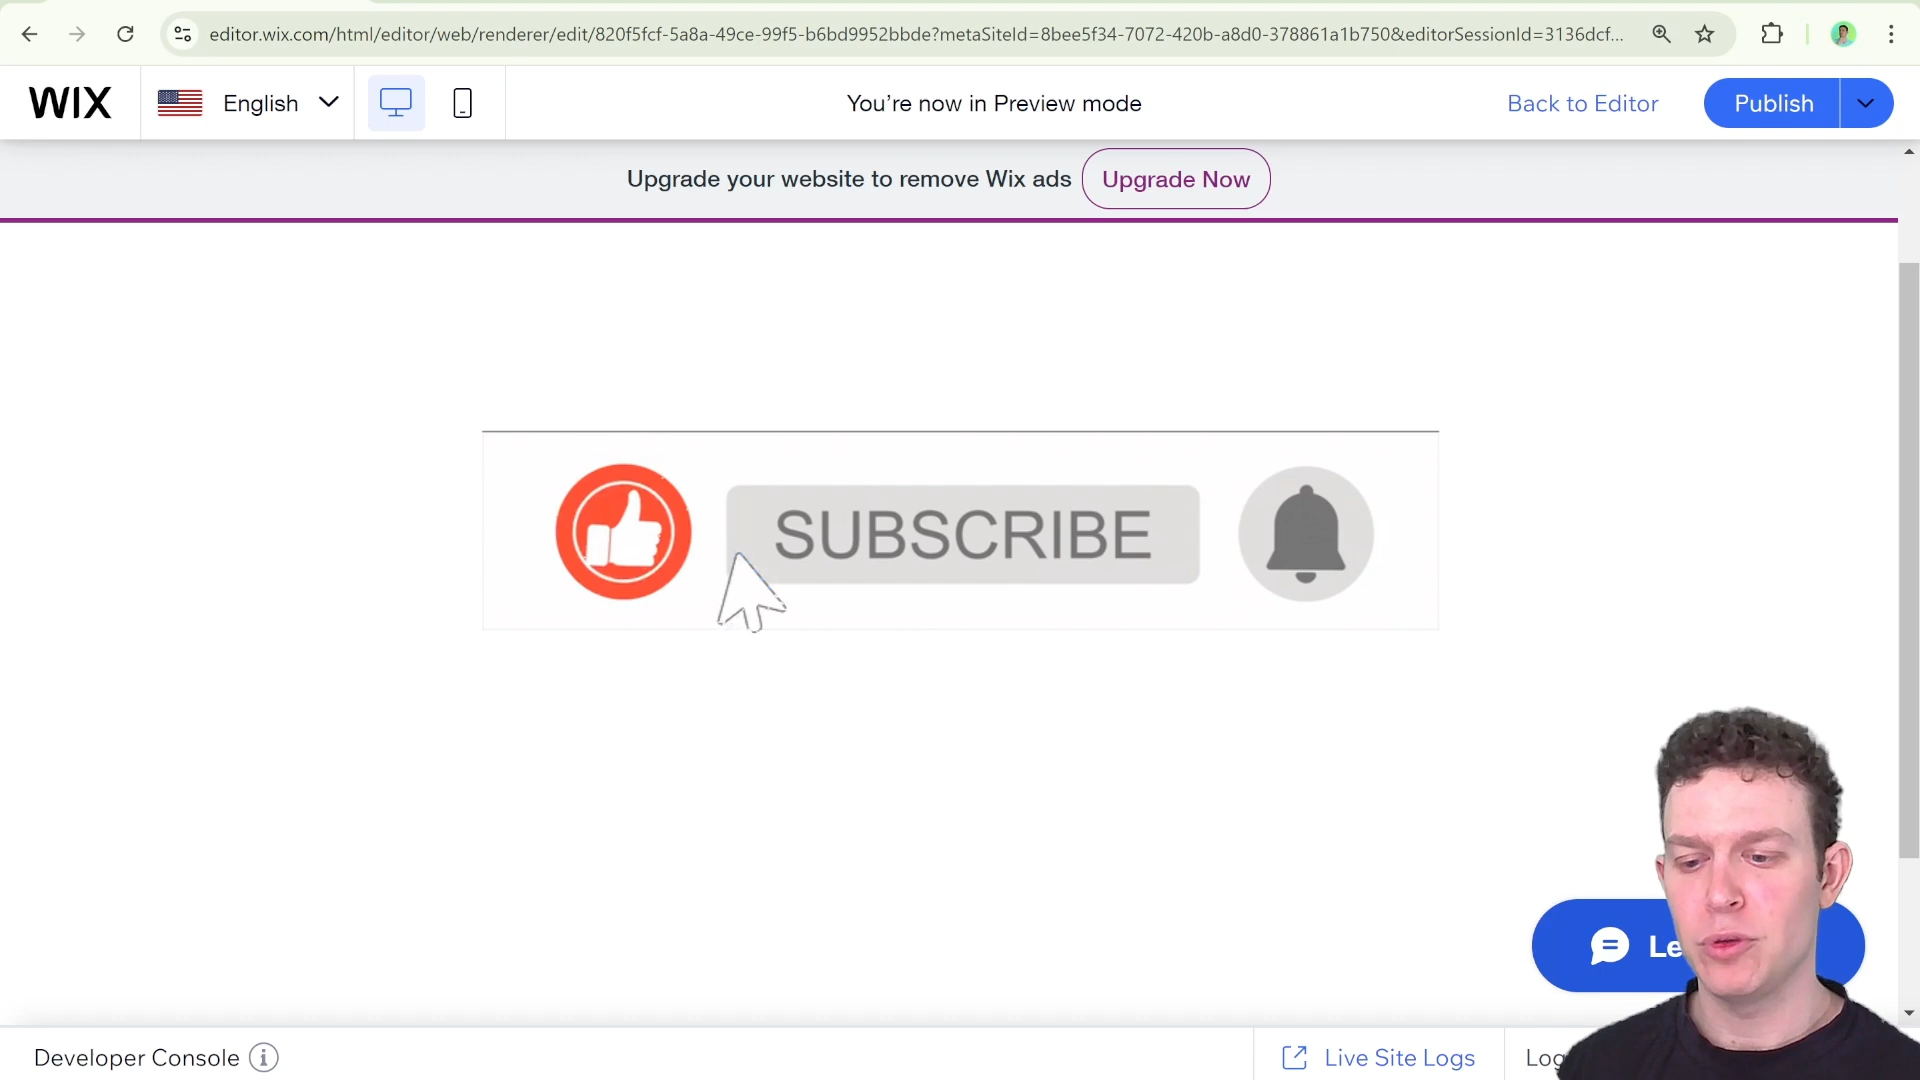 editor.wix.com/html/editor/web/renderer/edit/820f5fcf-5a8a-49ce-99f5-b6bd9952bbde?metaSiteId=8bee5f34-7072-420b-a8d0-378861a1b750&editorSessionId=3136dcf...
WIX English You're now in Preview mode Back to Editor Publish
Upgrade your website to remove Wix ads Upgrade Now
SUBSCRIBE
Developer Console Live Site Logs